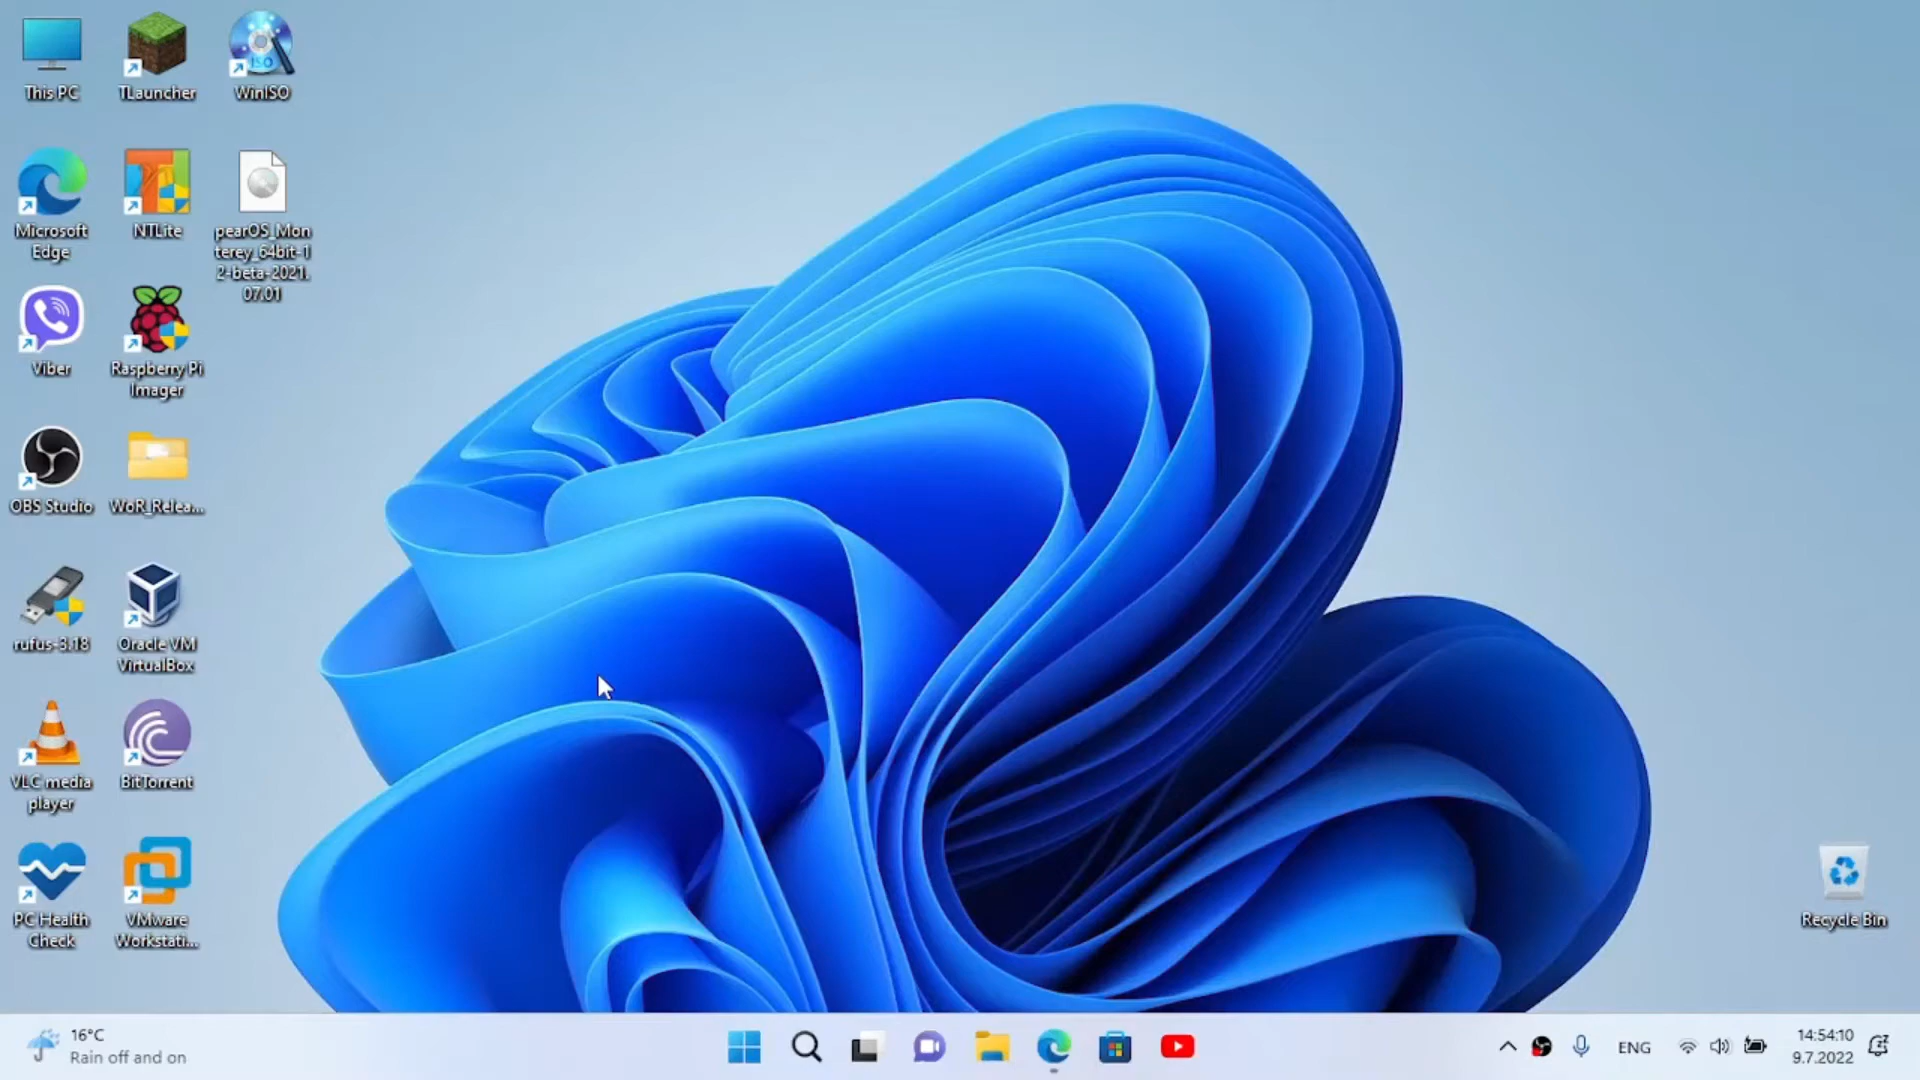 This PC
TLauncher
WinISO
ISO
Microsoft
Edge
NTLite
pearOS_Mon
terey_64bit-1
2-beta-2021.
07.01
Viber
Raspberry Pi
Imager
OBS Studio
WoR_Relea...
rufus-3.18
Oracle VM
VirtualBox
VLC media
player
BitTorrent
PC Health
Check
VMware
Workstati...
Recycle Bin
16°C
Rain off and on
ENG
14:54:10
9.7.2022